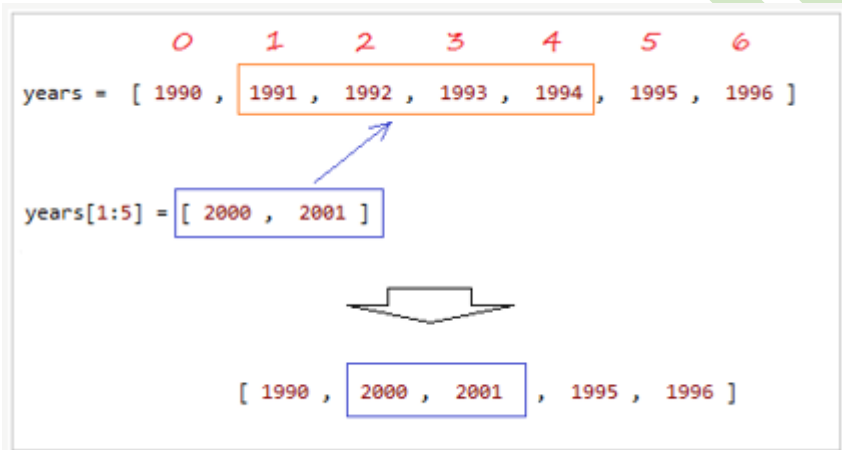 0 1 2 3 4 5 6
years = [ 1990 , 1991 , 1992 , 1993 , 1994 , 1995 , 1996 ]
years[1:5] = [ 2000 , 2001 ]
[ 1990 , 2000 , 2001 , 1995 , 1996 ]